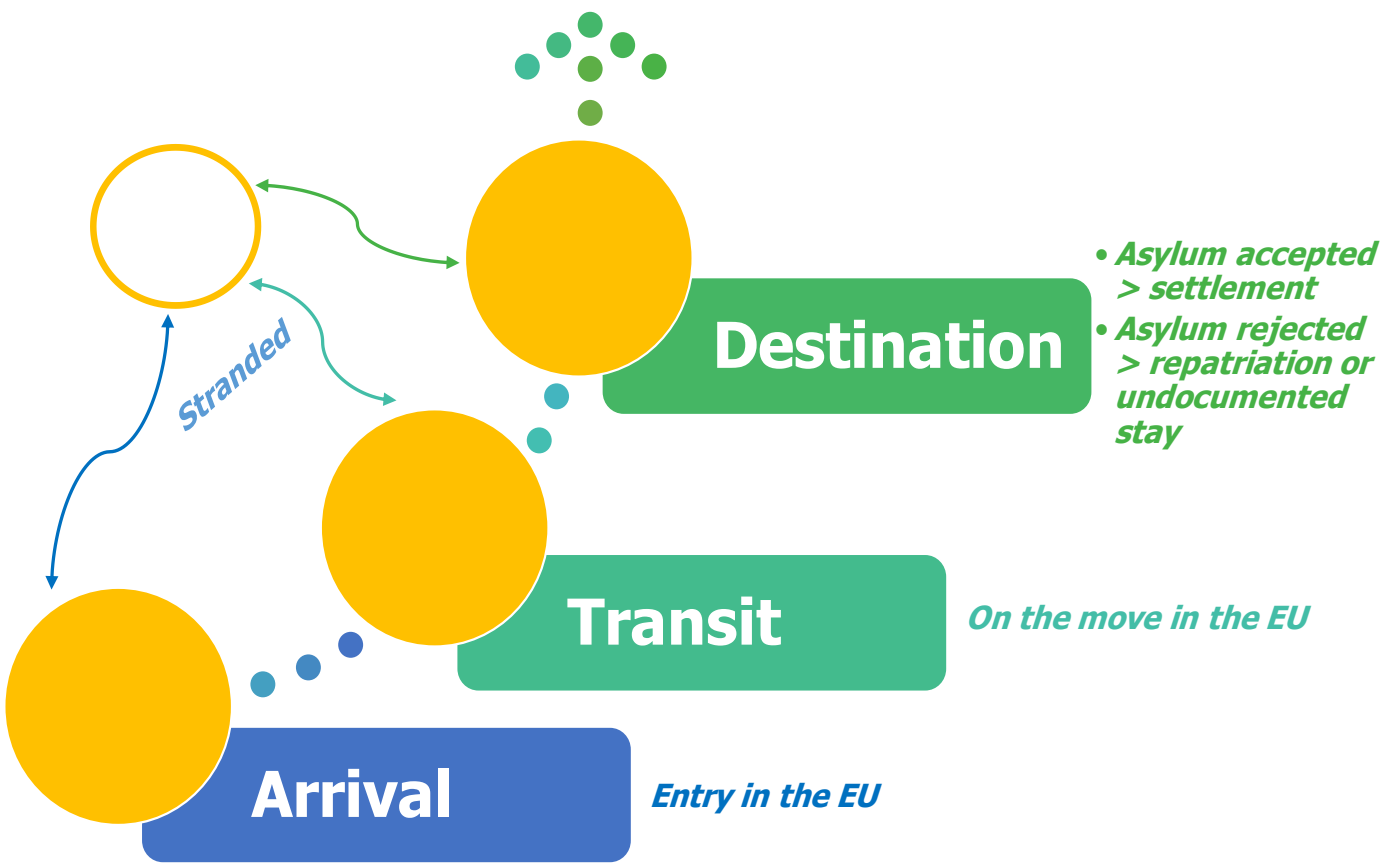 Stranded
Destination
• Asylum accepted
> settlement
• Asylum rejected
> repatriation or
undocumented
stay
Transit
On the move in the EU
Arrival
Entry in the EU